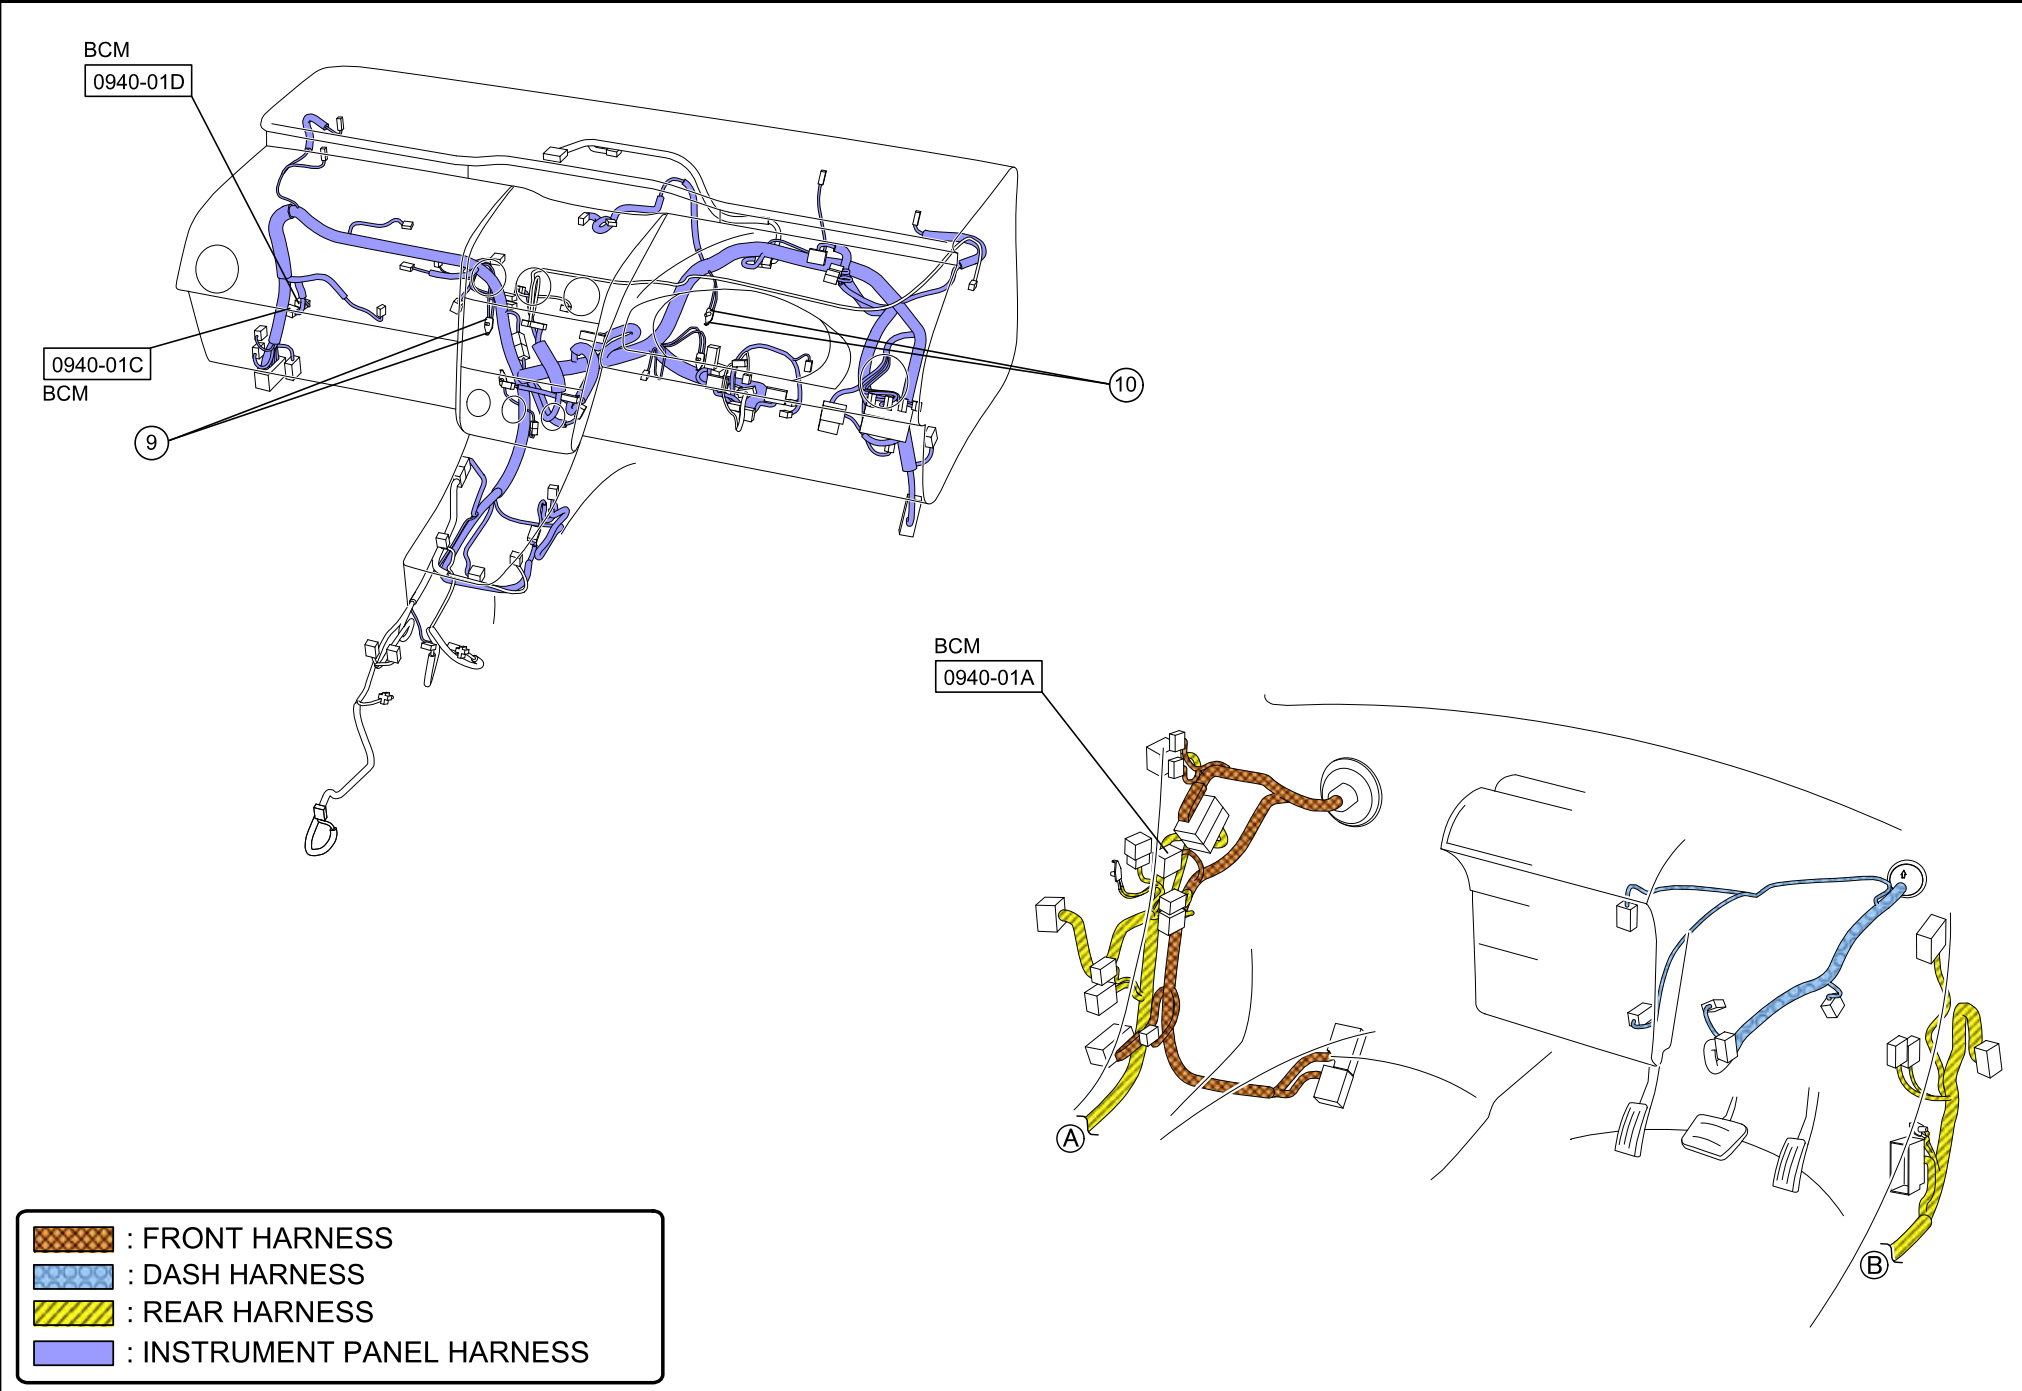 BCM
0940-01D
0940-01C
BCM
9
10
BCM
0940-01A
A
B
: FRONT HARNESS
: DASH HARNESS
: REAR HARNESS
: INSTRUMENT PANEL HARNESS